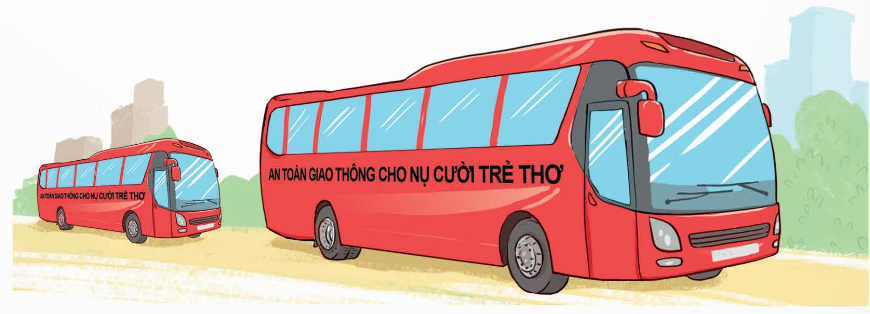 AN TOÀN GIAO THÔNG CHO NỤ CƯỜI TRẺ THƠ
AN TOÀN GIAO THÔNG CHO NỤ CƯỜI TRẺ THƠ